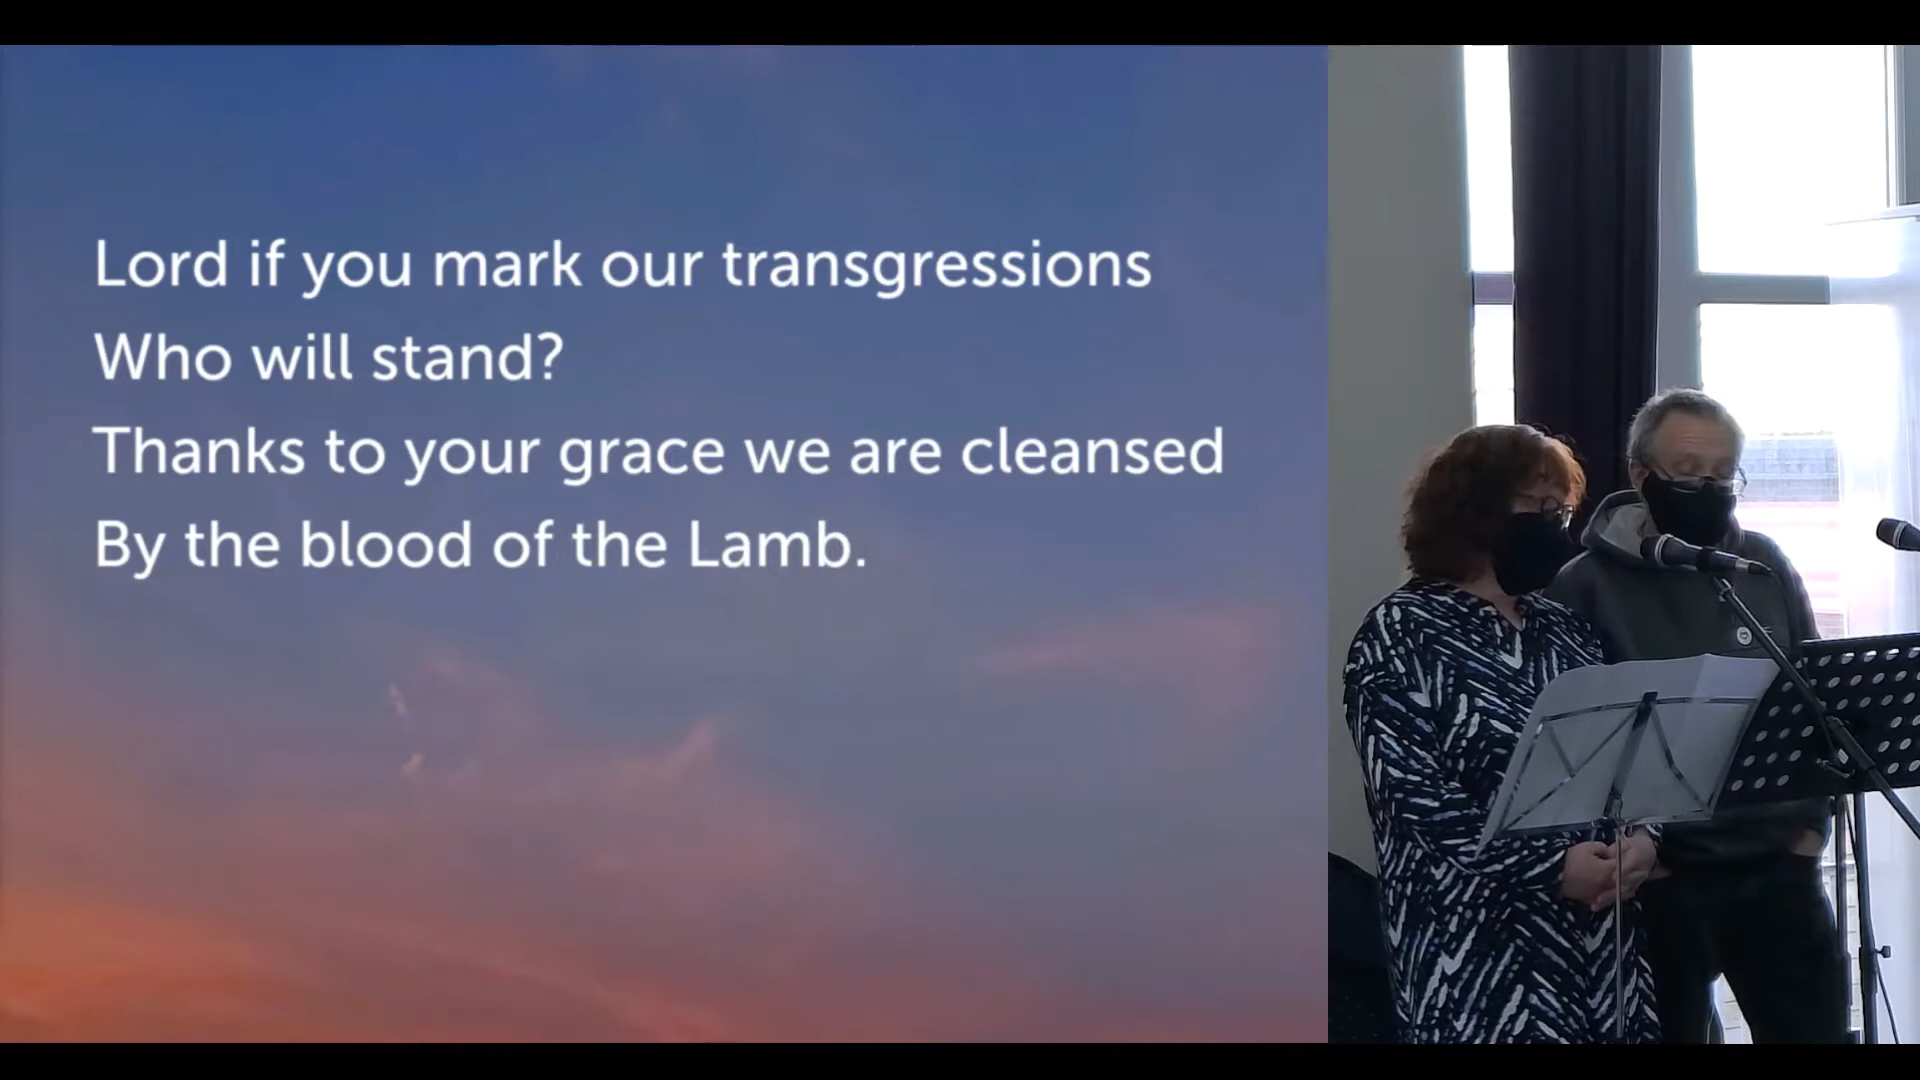 Lord if you mark our transgressions
Who will stand?
Thanks to your grace we are cleansed
By the blood of the Lamb.